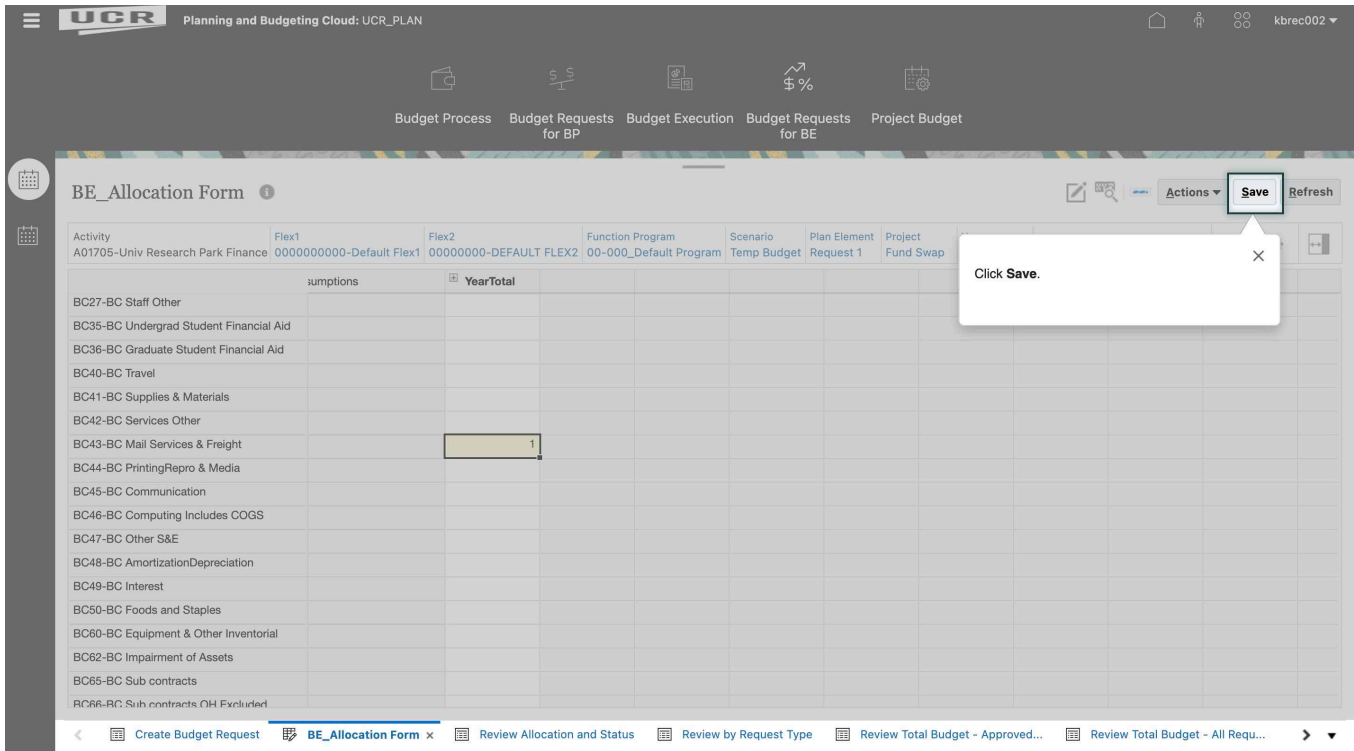 UCR Planning and Budgeting Cloud: UCR_PLAN kbrec002
Budget Process Budget Requests for BP Budget Execution Budget Requests for BE Project Budget
BE_Allocation Form Actions Save Refresh
Activity Flex1 Flex2 Function Program Scenario Plan Element Project
A01705-Univ Research Park Finance 0000000000-Default Flex1 00000000-DEFAULT FLEX2 00-000_Default Program Temp Budget Request 1 Fund Swap
Click Save.
sumptions YearTotal
BC27-BC Staff Other
BC35-BC Undergrad Student Financial Aid
BC36-BC Graduate Student Financial Aid
BC40-BC Travel
BC41-BC Supplies & Materials
BC42-BC Services Other
BC43-BC Mail Services & Freight 1
BC44-BC PrintingRepro & Media
BC45-BC Communication
BC46-BC Computing Includes COGS
BC47-BC Other S&E
BC48-BC AmortizationDepreciation
BC49-BC Interest
BC50-BC Foods and Staples
BC60-BC Equipment & Other Inventorial
BC62-BC Impairment of Assets
BC65-BC Sub contracts
BC66-BC Sub contracts OH Excluded
Create Budget Request BE_Allocation Form × Review Allocation and Status Review by Request Type Review Total Budget - Approved... Review Total Budget - All Requ...